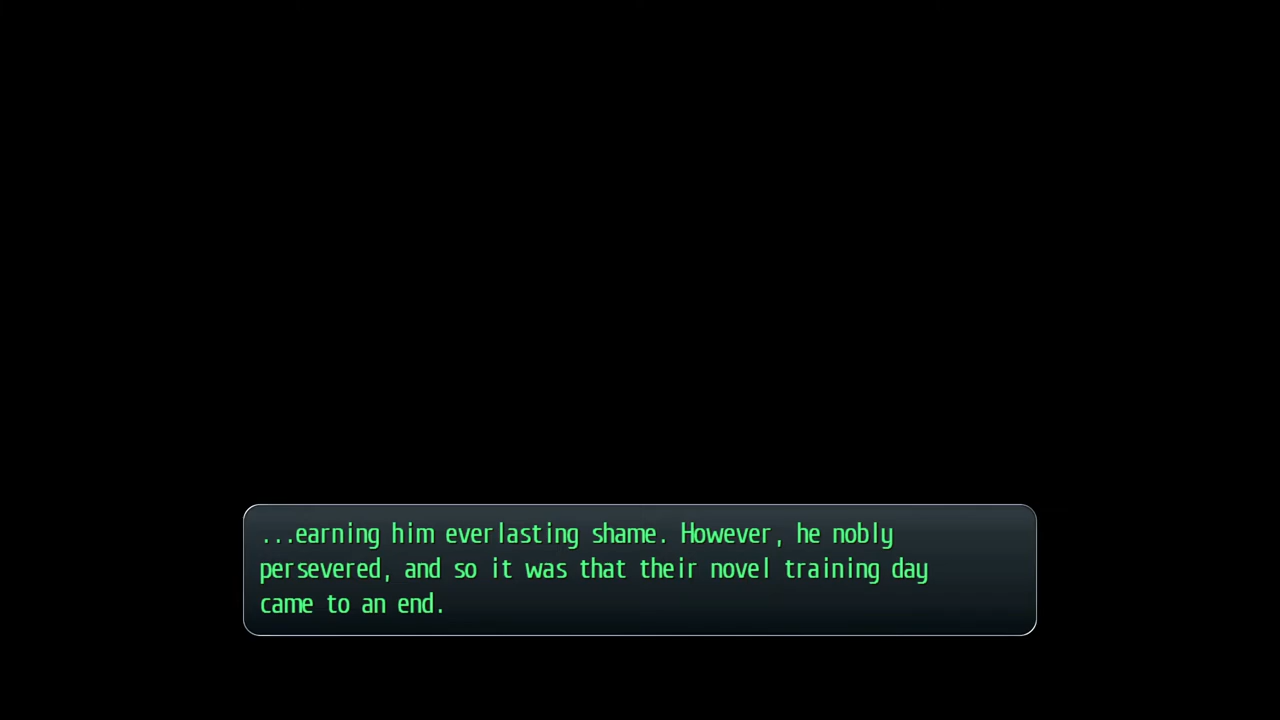 ...earning him everlasting shame. However, he nobly
persevered, and so it was that their novel training day
came to an end.